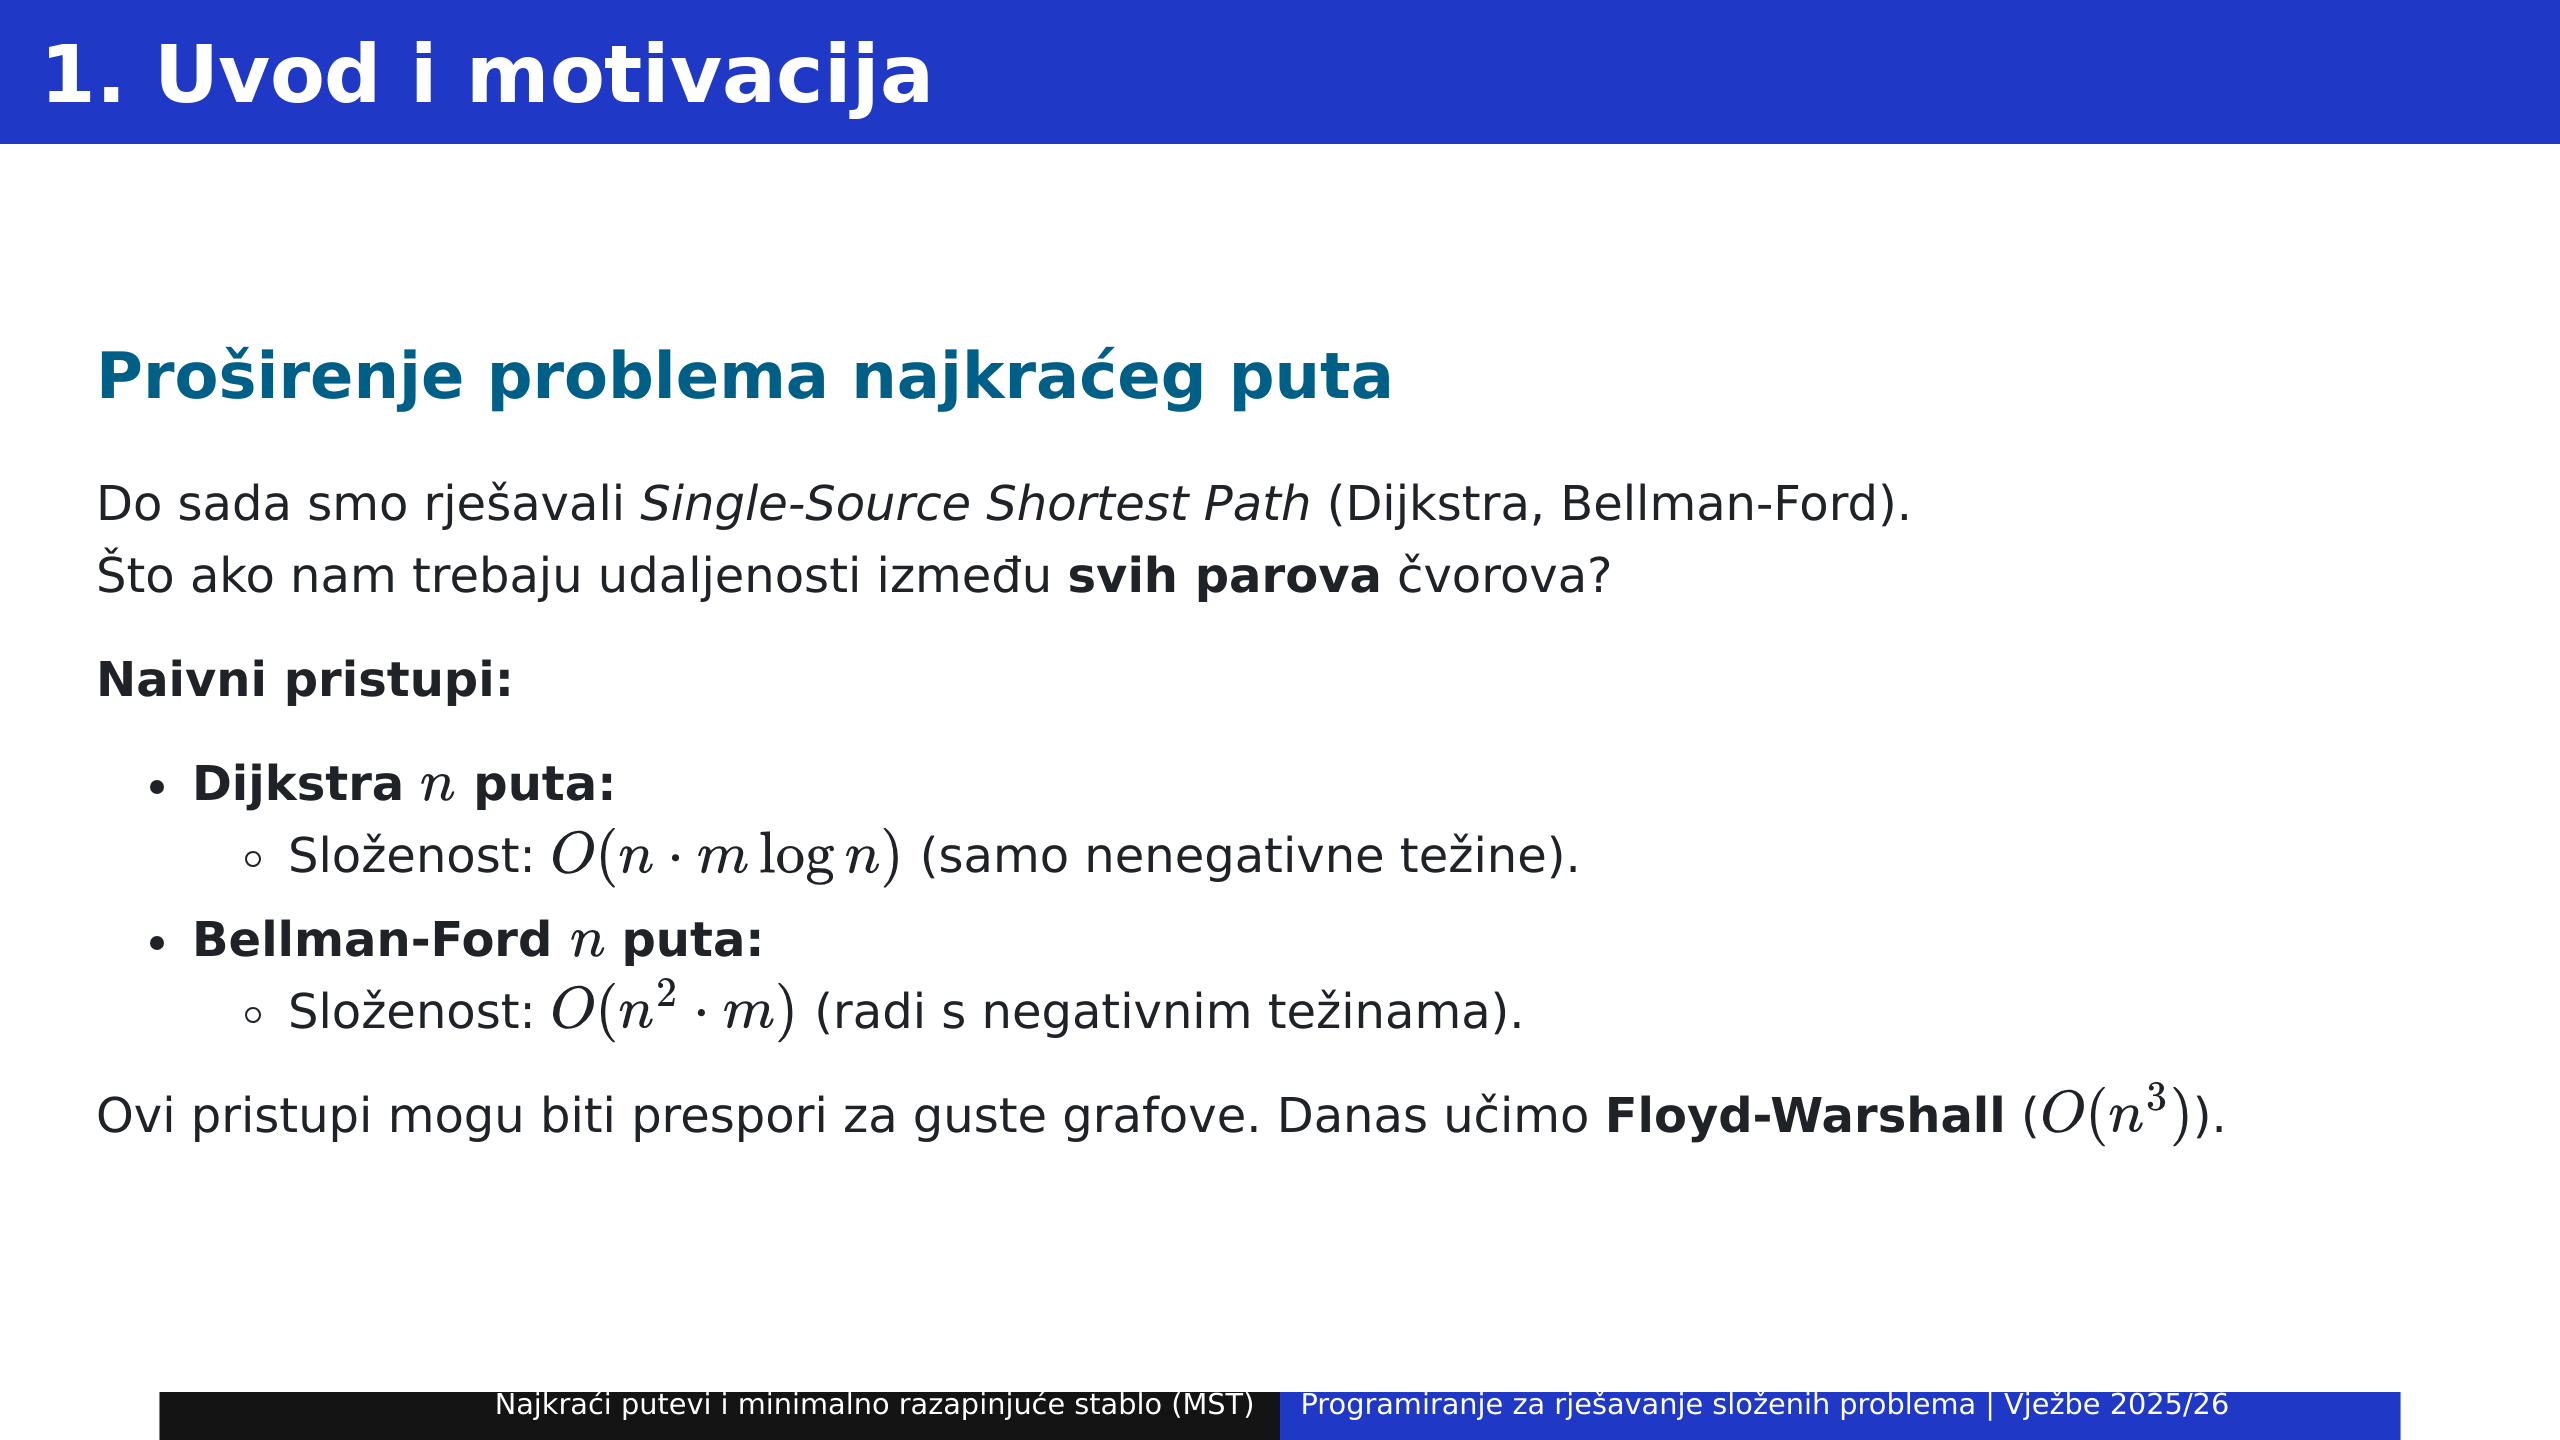 1. Uvod i motivacija
Proširenje problema najkraćeg puta
Do sada smo rješavali Single-Source Shortest Path (Dijkstra, Bellman-Ford).
Što ako nam trebaju udaljenosti između svih parova čvorova?
Naivni pristupi:
• Dijkstra n puta:
◦ Složenost: O(n · m log n) (samo nenegativne težine).
• Bellman-Ford n puta:
◦ Složenost: O(n² · m) (radi s negativnim težinama).
Ovi pristupi mogu biti prespori za guste grafove. Danas učimo Floyd-Warshall (O(n³)).
Najkraći putevi i minimalno razapinjuće stablo (MST)
Programiranje za rješavanje složenih problema | Vježbe 2025/26